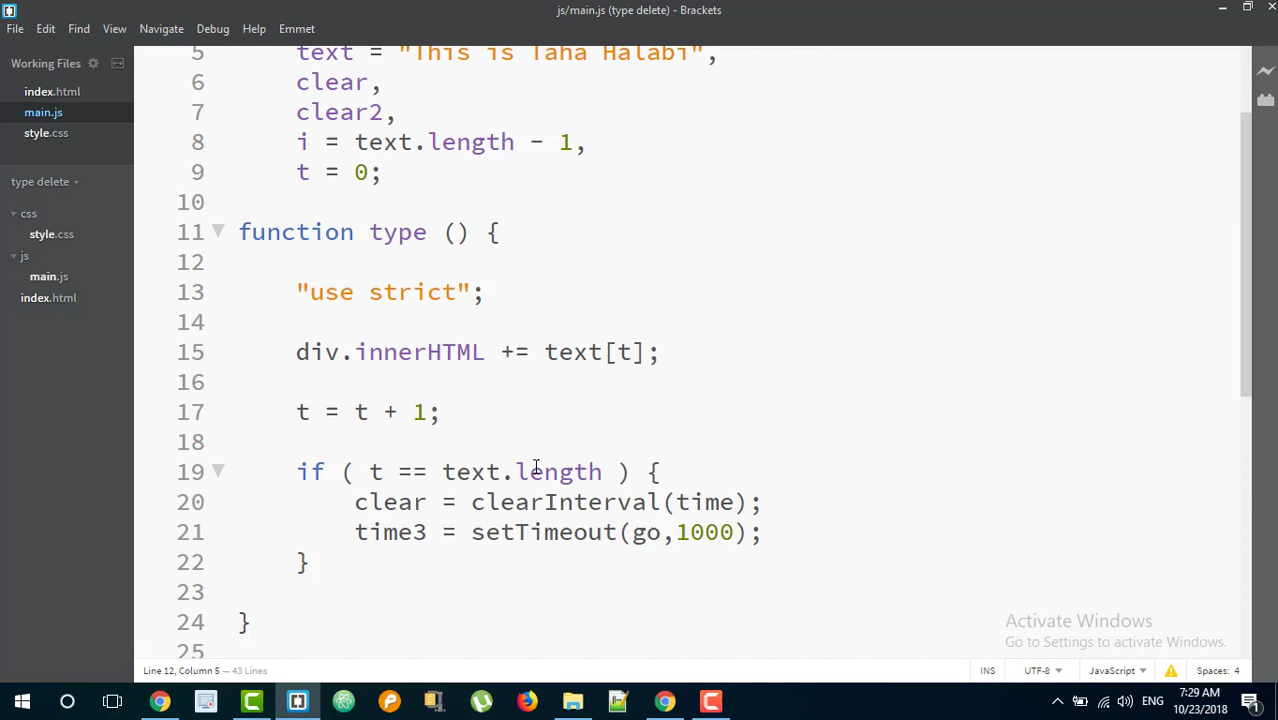 js/main.js (type delete) - Brackets
File Edit Find View Navigate Debug Help Emmet
Working Files
index.html
main.js
style.css
type delete
css
style.css
js
main.js
index.html
5 text = "This is Taha Halabi",
6 clear,
7 clear2,
8 i = text.length - 1,
9 t = 0;
10
11 function type () {
12
13 "use strict";
14
15 div.innerHTML += text[t];
16
17 t = t + 1;
18
19 if ( t == text.length ) {
20 clear = clearInterval(time);
21 time3 = setTimeout(go,1000);
22 }
23
24 }
25
Activate Windows
Go to Settings to activate Windows.
Line 12, Column 5 — 43 Lines
INS UTF-8 JavaScript Spaces: 4
ENG
7:29 AM
10/23/2018